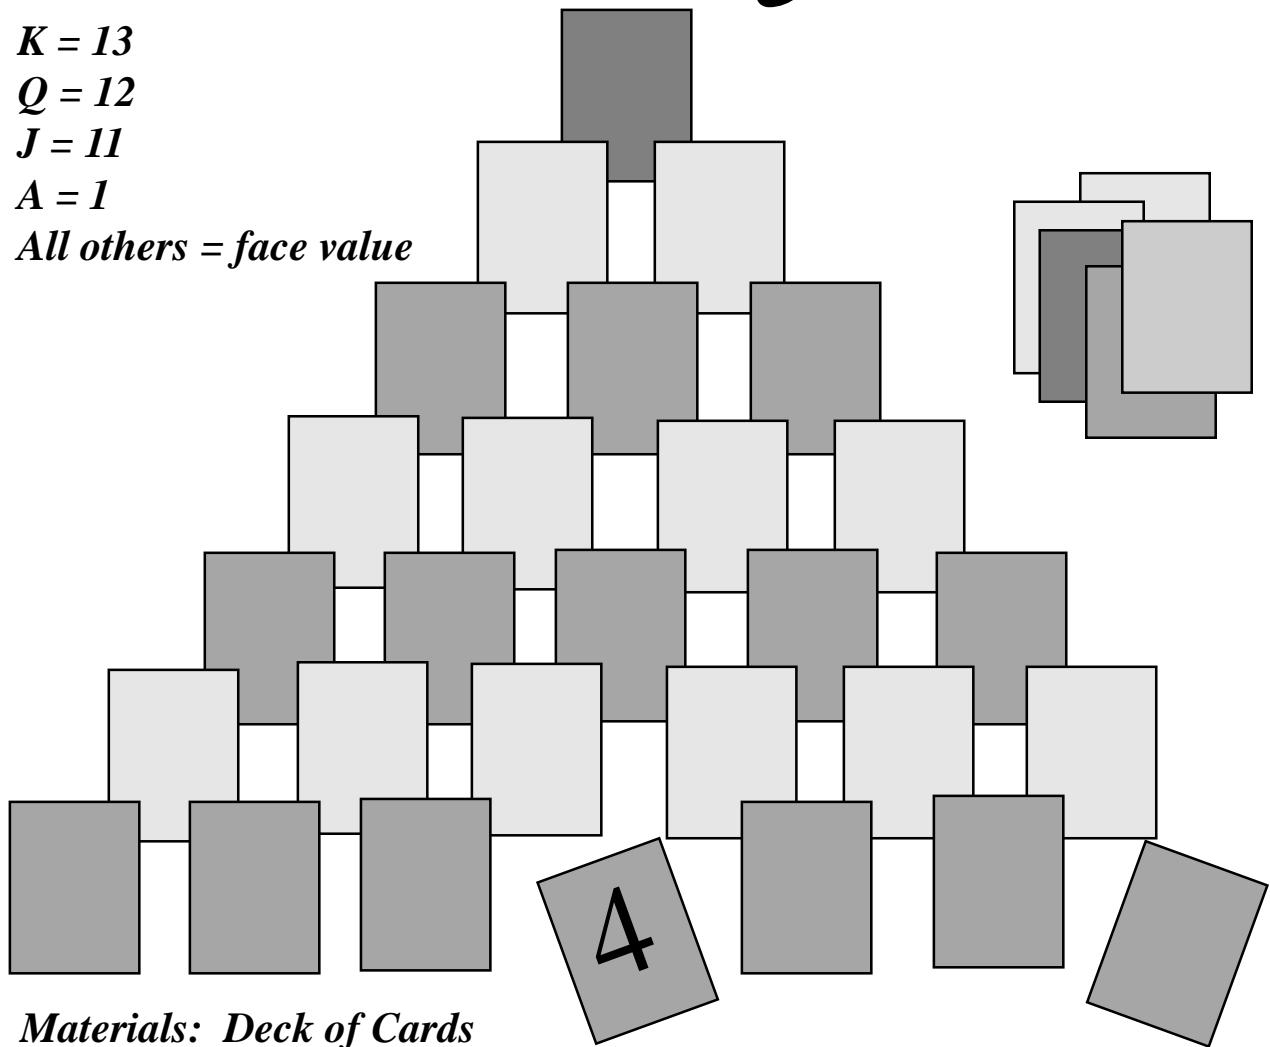 K = 13
Q = 12
J = 11
A = 1
All others = face value
4
Materials:  Deck of Cards